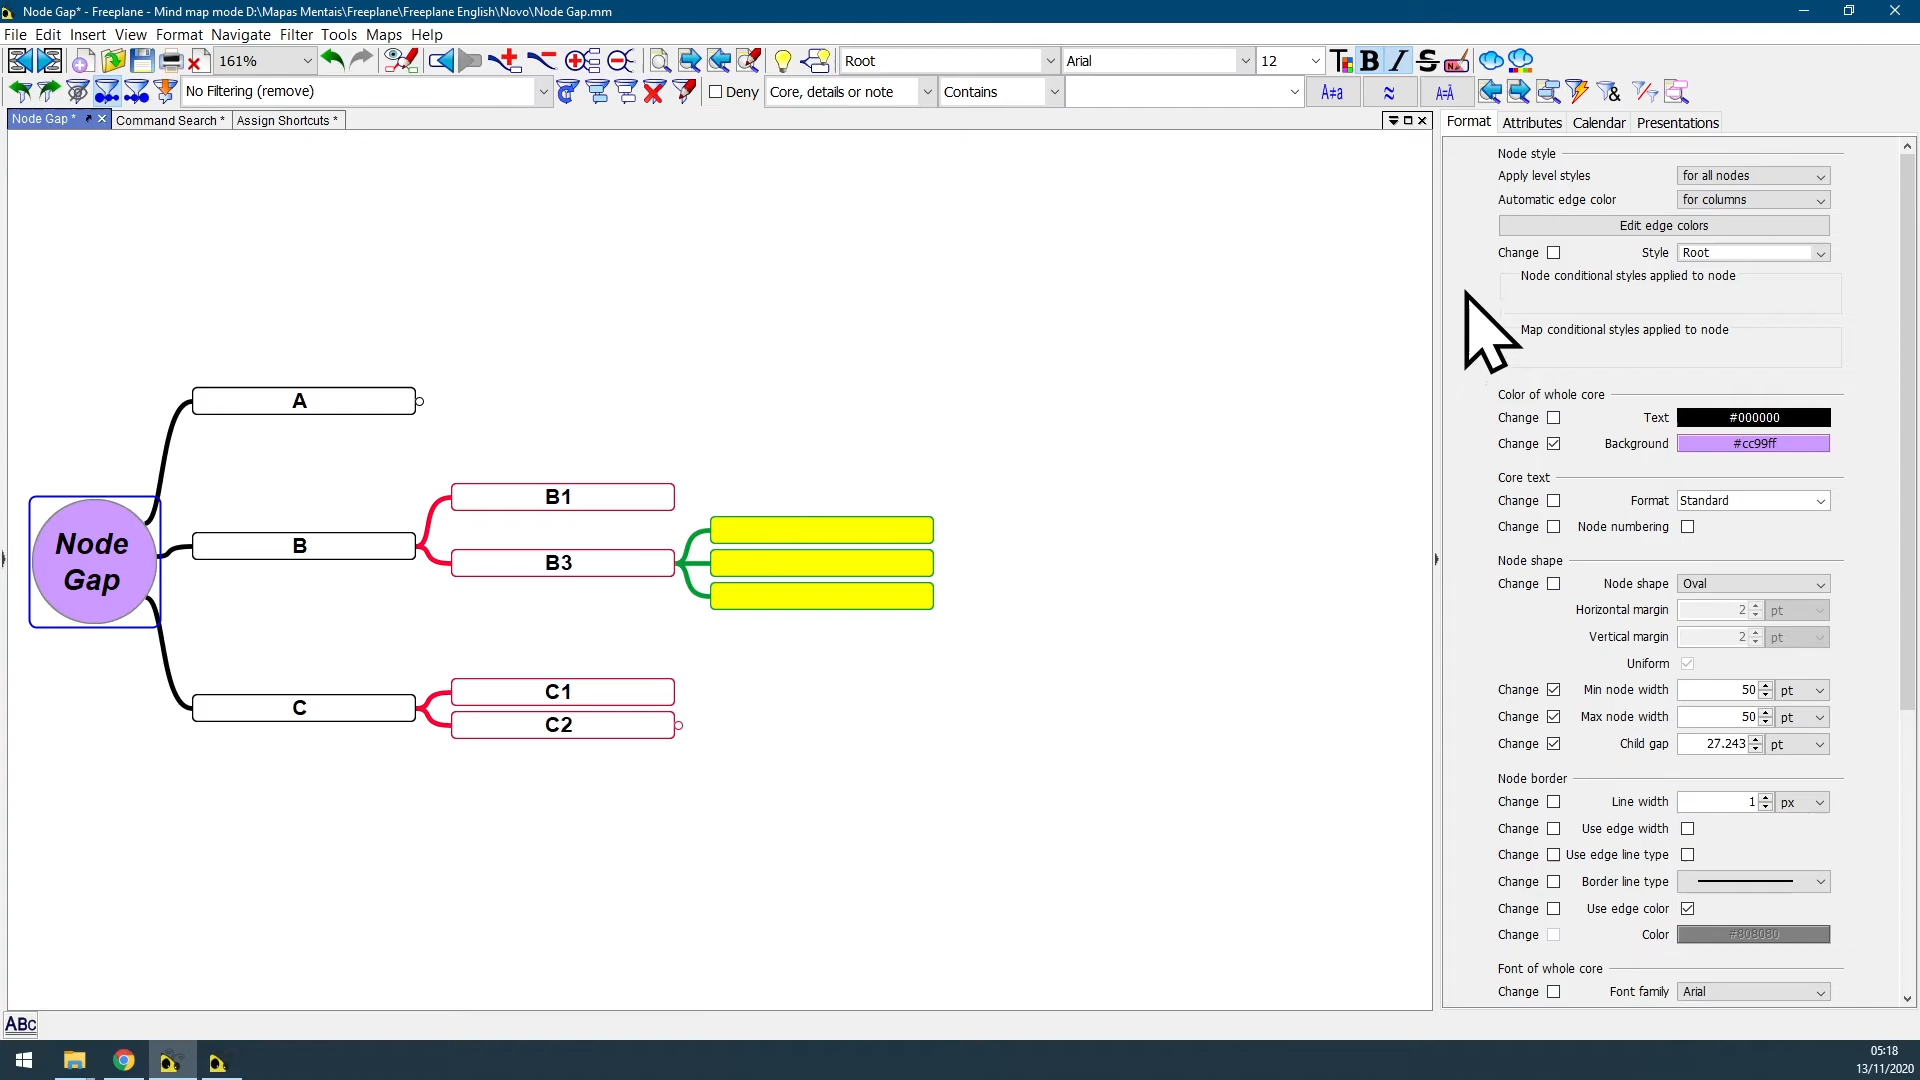 Node Gap* - Freeplane - Mind map mode D:\Mapas Mentais\Freeplane\Freeplane English\Novo\Node Gap.mm
File Edit Insert View Format Navigate Filter Tools Maps Help
161% Root Arial 12 B I S
No Filtering (remove) Deny Core, details or note Contains A≠a ≈ A=Ä &
Node Gap * Command Search * Assign Shortcuts *
Format Attributes Calendar Presentations
Node style
Apply level styles for all nodes
Automatic edge color for columns
Edit edge colors
Change Style Root
Node conditional styles applied to node
Map conditional styles applied to node
Color of whole core
Change Text #000000
Change Background #cc99ff
Core text
Change Format Standard
Change Node numbering
Node shape
Change Node shape Oval
Horizontal margin 2 pt
Vertical margin 2 pt
Uniform
Change Min node width 50 pt
Change Max node width 50 pt
Change Child gap 27.243 pt
Node border
Change Line width 1 px
Change Use edge width
Change Use edge line type
Change Border line type
Change Use edge color
Change Color #808080
Font of whole core
Change Font family Arial
A
B1
Node
Gap
B
B3
C
C1
C2
ABC
05:18
13/11/2020